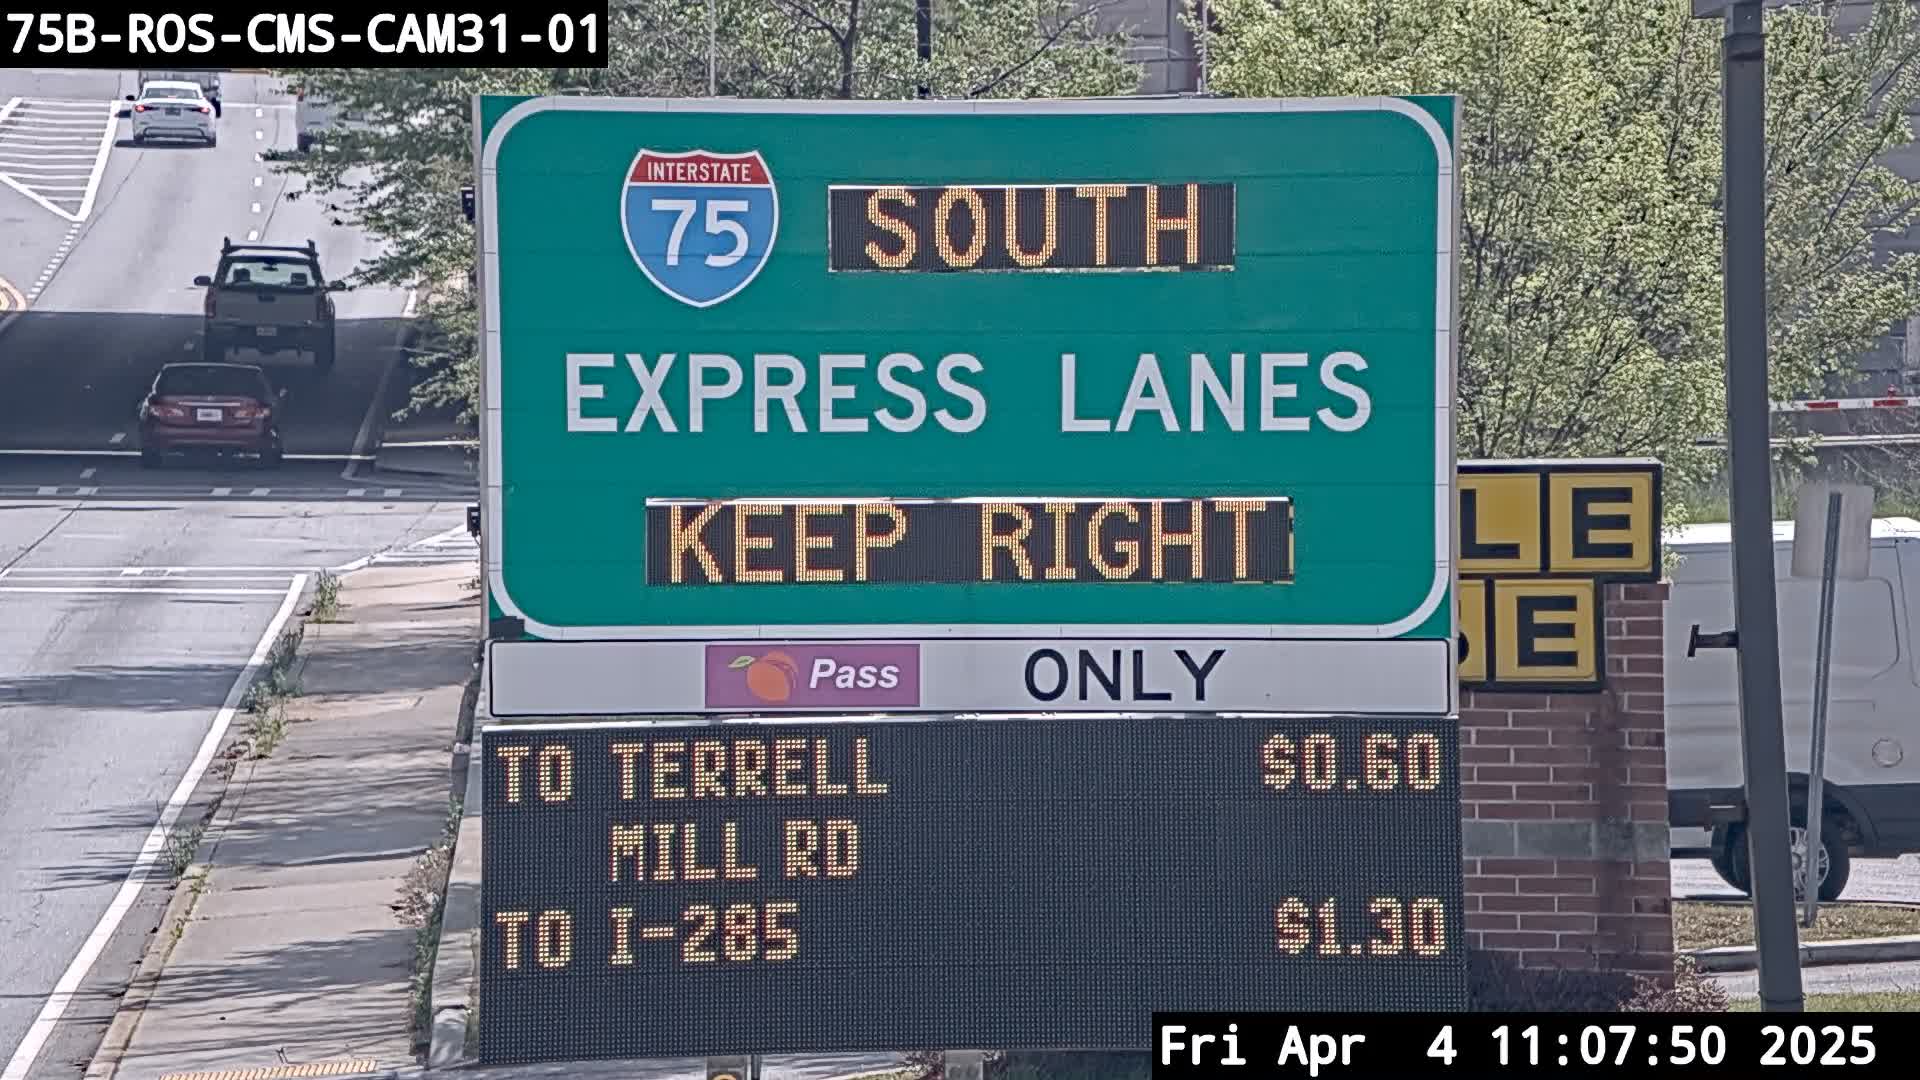 75B-ROS-CMS-CAM31-01
INTERSTATE
75
SOUTH
EXPRESS LANES
KEEP RIGHT
Pass
ONLY
TO TERRELL $0.60
MILL RD
TO I-285 $1.30
LE
E
Fri Apr 4 11:07:50 2025